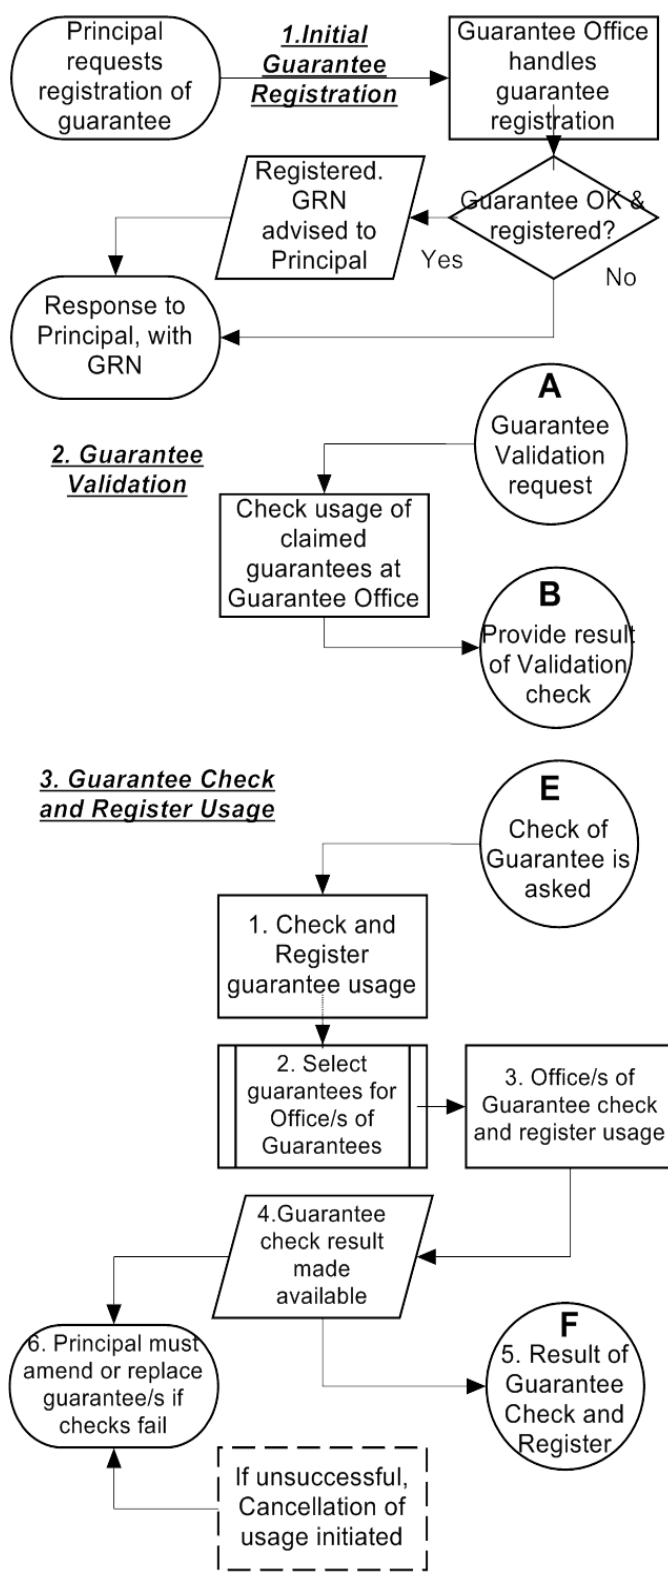 Principal
requests
registration of
guarantee
1.Initial
Guarantee
Registration
Guarantee Office
handles
guarantee
registration
Registered.
GRN
advised to
Principal
Guarantee OK &
registered?
Yes
No
Response to
Principal, with
GRN
2. Guarantee
Validation
A
Guarantee
Validation
request
Check usage of
claimed
guarantees at
Guarantee Office
B
Provide result
of Validation
check
3. Guarantee Check
and Register Usage
E
Check of
Guarantee is
asked
1. Check and
Register
guarantee usage
2. Select
guarantees for
Office/s of
Guarantees
3. Office/s of
Guarantee check
and register usage
4.Guarantee
check result
made
available
6. Principal must
amend or replace
guarantee/s if
checks fail
F
5. Result of
Guarantee
Check and
Register
If unsuccessful,
Cancellation of
usage initiated